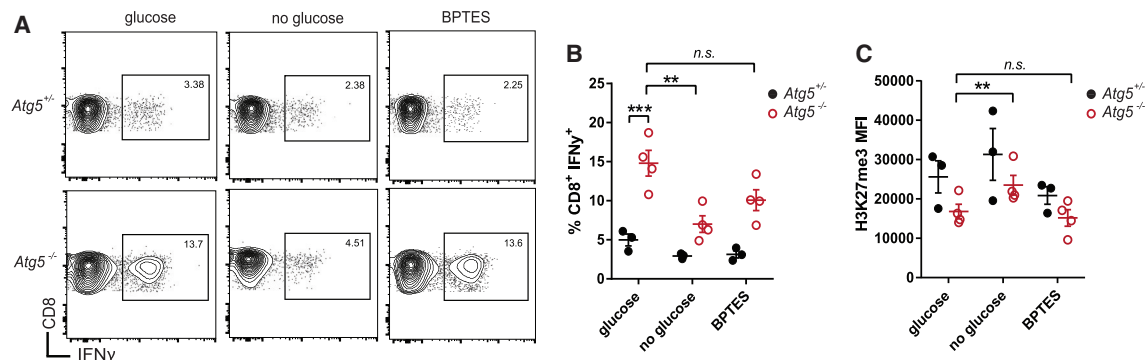 A
glucose
no glucose
BPTES
Atg5+/-
3.38
2.38
2.25
Atg5-/-
13.7
4.51
13.6
CD8
IFNγ
B
n.s.
**
***
% CD8+ IFNγ+
25
20
15
10
5
0
glucose
no glucose
BPTES
Atg5+/-
Atg5-/-
C
n.s.
**
H3K27me3 MFI
50000
40000
30000
20000
10000
0
glucose
no glucose
BPTES
Atg5+/-
Atg5-/-